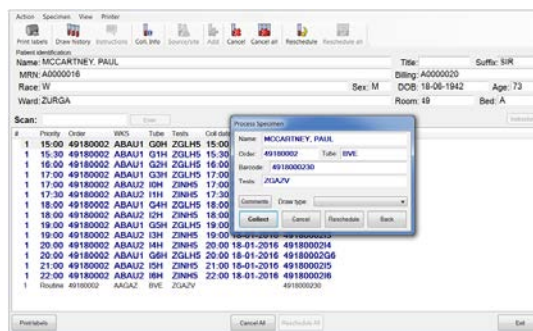 Action Specimen View Printer
Print labels Draw history Instructions Coll. Info Source/site Add Cancel Cancel all Reschedule Reschedule all
Patient identification
Name: MCCARTNEY, PAUL Title: Suffix: SIR
MRN: A0000016 Billing: A0000020
Race: W Sex: M DOB: 18-06-1942 Age: 73
Ward: ZURGA Room: 49 Bed: A
Scan:
# Priority Order WKS Tube Tests Coll date
1 15:00 49180002 ABAU1 G0H ZGLH5 15:00
1 15:30 49180002 ABAU1 G1H ZGLH5 15:30
1 16:00 49180002 ABAU1 G2H ZGLH5 16:00
1 17:00 49180002 ABAU1 G3H ZGLH5 17:00
1 17:00 49180002 ABAU2 I0H ZINH5 17:00
1 17:30 49180002 ABAU2 I1H ZINH5 17:30
1 18:00 49180002 ABAU1 G4H ZGLH5 18:00
1 18:00 49180002 ABAU2 I2H ZINH5 18:00
1 19:00 49180002 ABAU1 G5H ZGLH5 19:00
1 19:00 49180002 ABAU2 I3H ZINH5 19:00 18-01-2016 49180002I3
1 20:00 49180002 ABAU2 I4H ZINH5 20:00 18-01-2016 49180002I4
1 20:00 49180002 ABAU1 G6H ZGLH5 20:00 18-01-2016 49180002G6
1 21:00 49180002 ABAU2 I5H ZINH5 21:00 18-01-2016 49180002I5
1 22:00 49180002 ABAU2 I6H ZINH5 22:00 18-01-2016 49180002I6
1 Routine 49180002 AAGAZ BVE ZGAZV 4918000230
Process Specimen
Name: MCCARTNEY, PAUL
Order: 49180002 Tube: BVE
Barcode: 4918000230
Tests: ZGAZV
Comments Draw type:
Collect Cancel Reschedule Back
Print labels Cancel All Reschedule All Exit